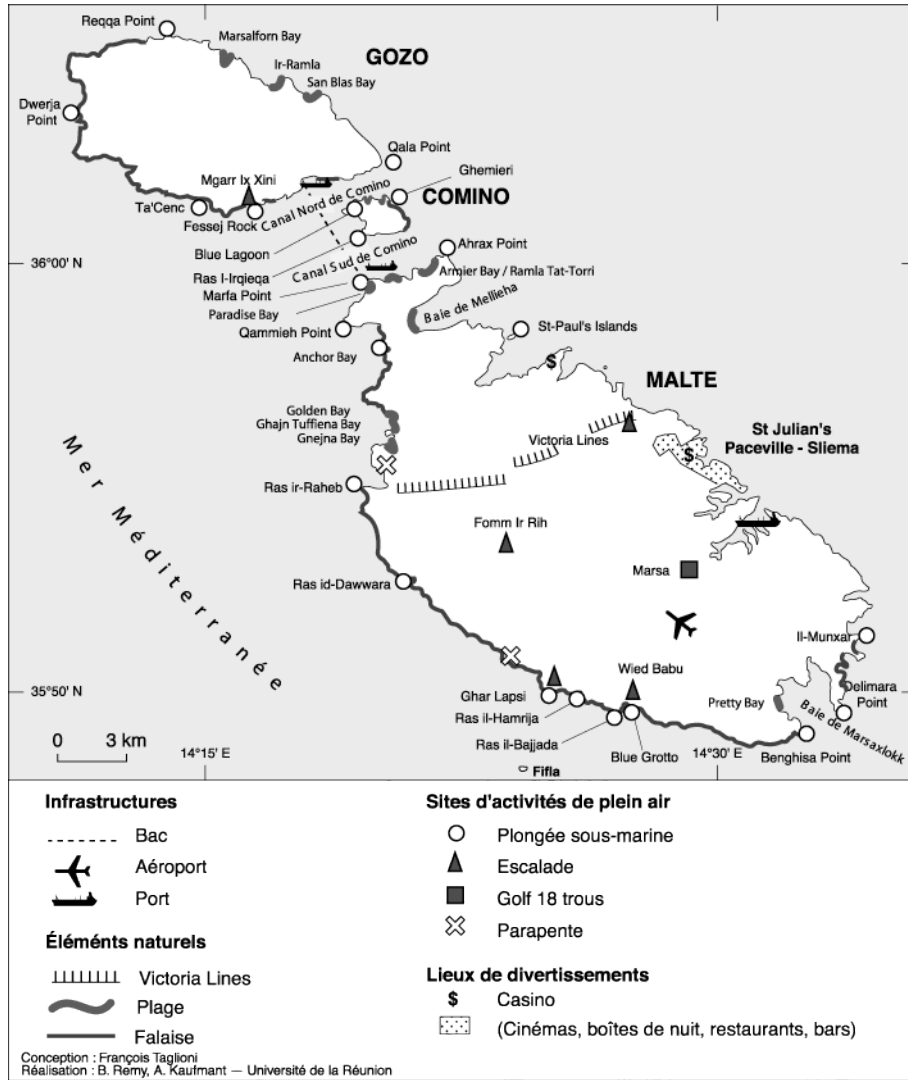 Reqqa Point
Marsalforn Bay
GOZO
Ir-Ramla
San Blas Bay
Dwerja
Point
Qala Point
Mgarr Ix Xini
Ghemieri
COMINO
Ta'Cenc
Fessej Rock
Canal Nord de Comino
Blue Lagoon
Ahrax Point
Canal Sud de Comino
36°00' N
Ras I-Irqieqa
Armier Bay / Ramla Tat-Torri
Marfa Point
Paradise Bay
Baie de Mellieha
Qammieh Point
St-Paul's Islands
Anchor Bay
$
MALTE
Golden Bay
Ghajn Tuffiena Bay
Gnejna Bay
Victoria Lines
St Julian's
Paceville - Sliema
$
Mer Méditerranée
Ras ir-Raheb
Fomm Ir Rih
Marsa
Ras id-Dawwara
Il-Munxar
35°50' N
Wied Babu
Ghar Lapsi
Pretty Bay
Delimara
Point
Ras il-Hamrija
Baie de Marsaxlokk
0 3 km
14°15' E
Ras il-Bajjada
Blue Grotto
14°30' E
Benghisa Point
Fifla
Infrastructures
Bac
Aéroport
Port
Éléménts naturels
Victoria Lines
Plage
Falaise
Sites d'activités de plein air
Plongée sous-marine
Escalade
Golf 18 trous
Parapente
Lieux de divertissements
$ Casino
(Cinémas, boîtes de nuit, restaurants, bars)
Conception : François Taglioni
Réalisation : B. Remy, A. Kaufmant — Université de la Réunion